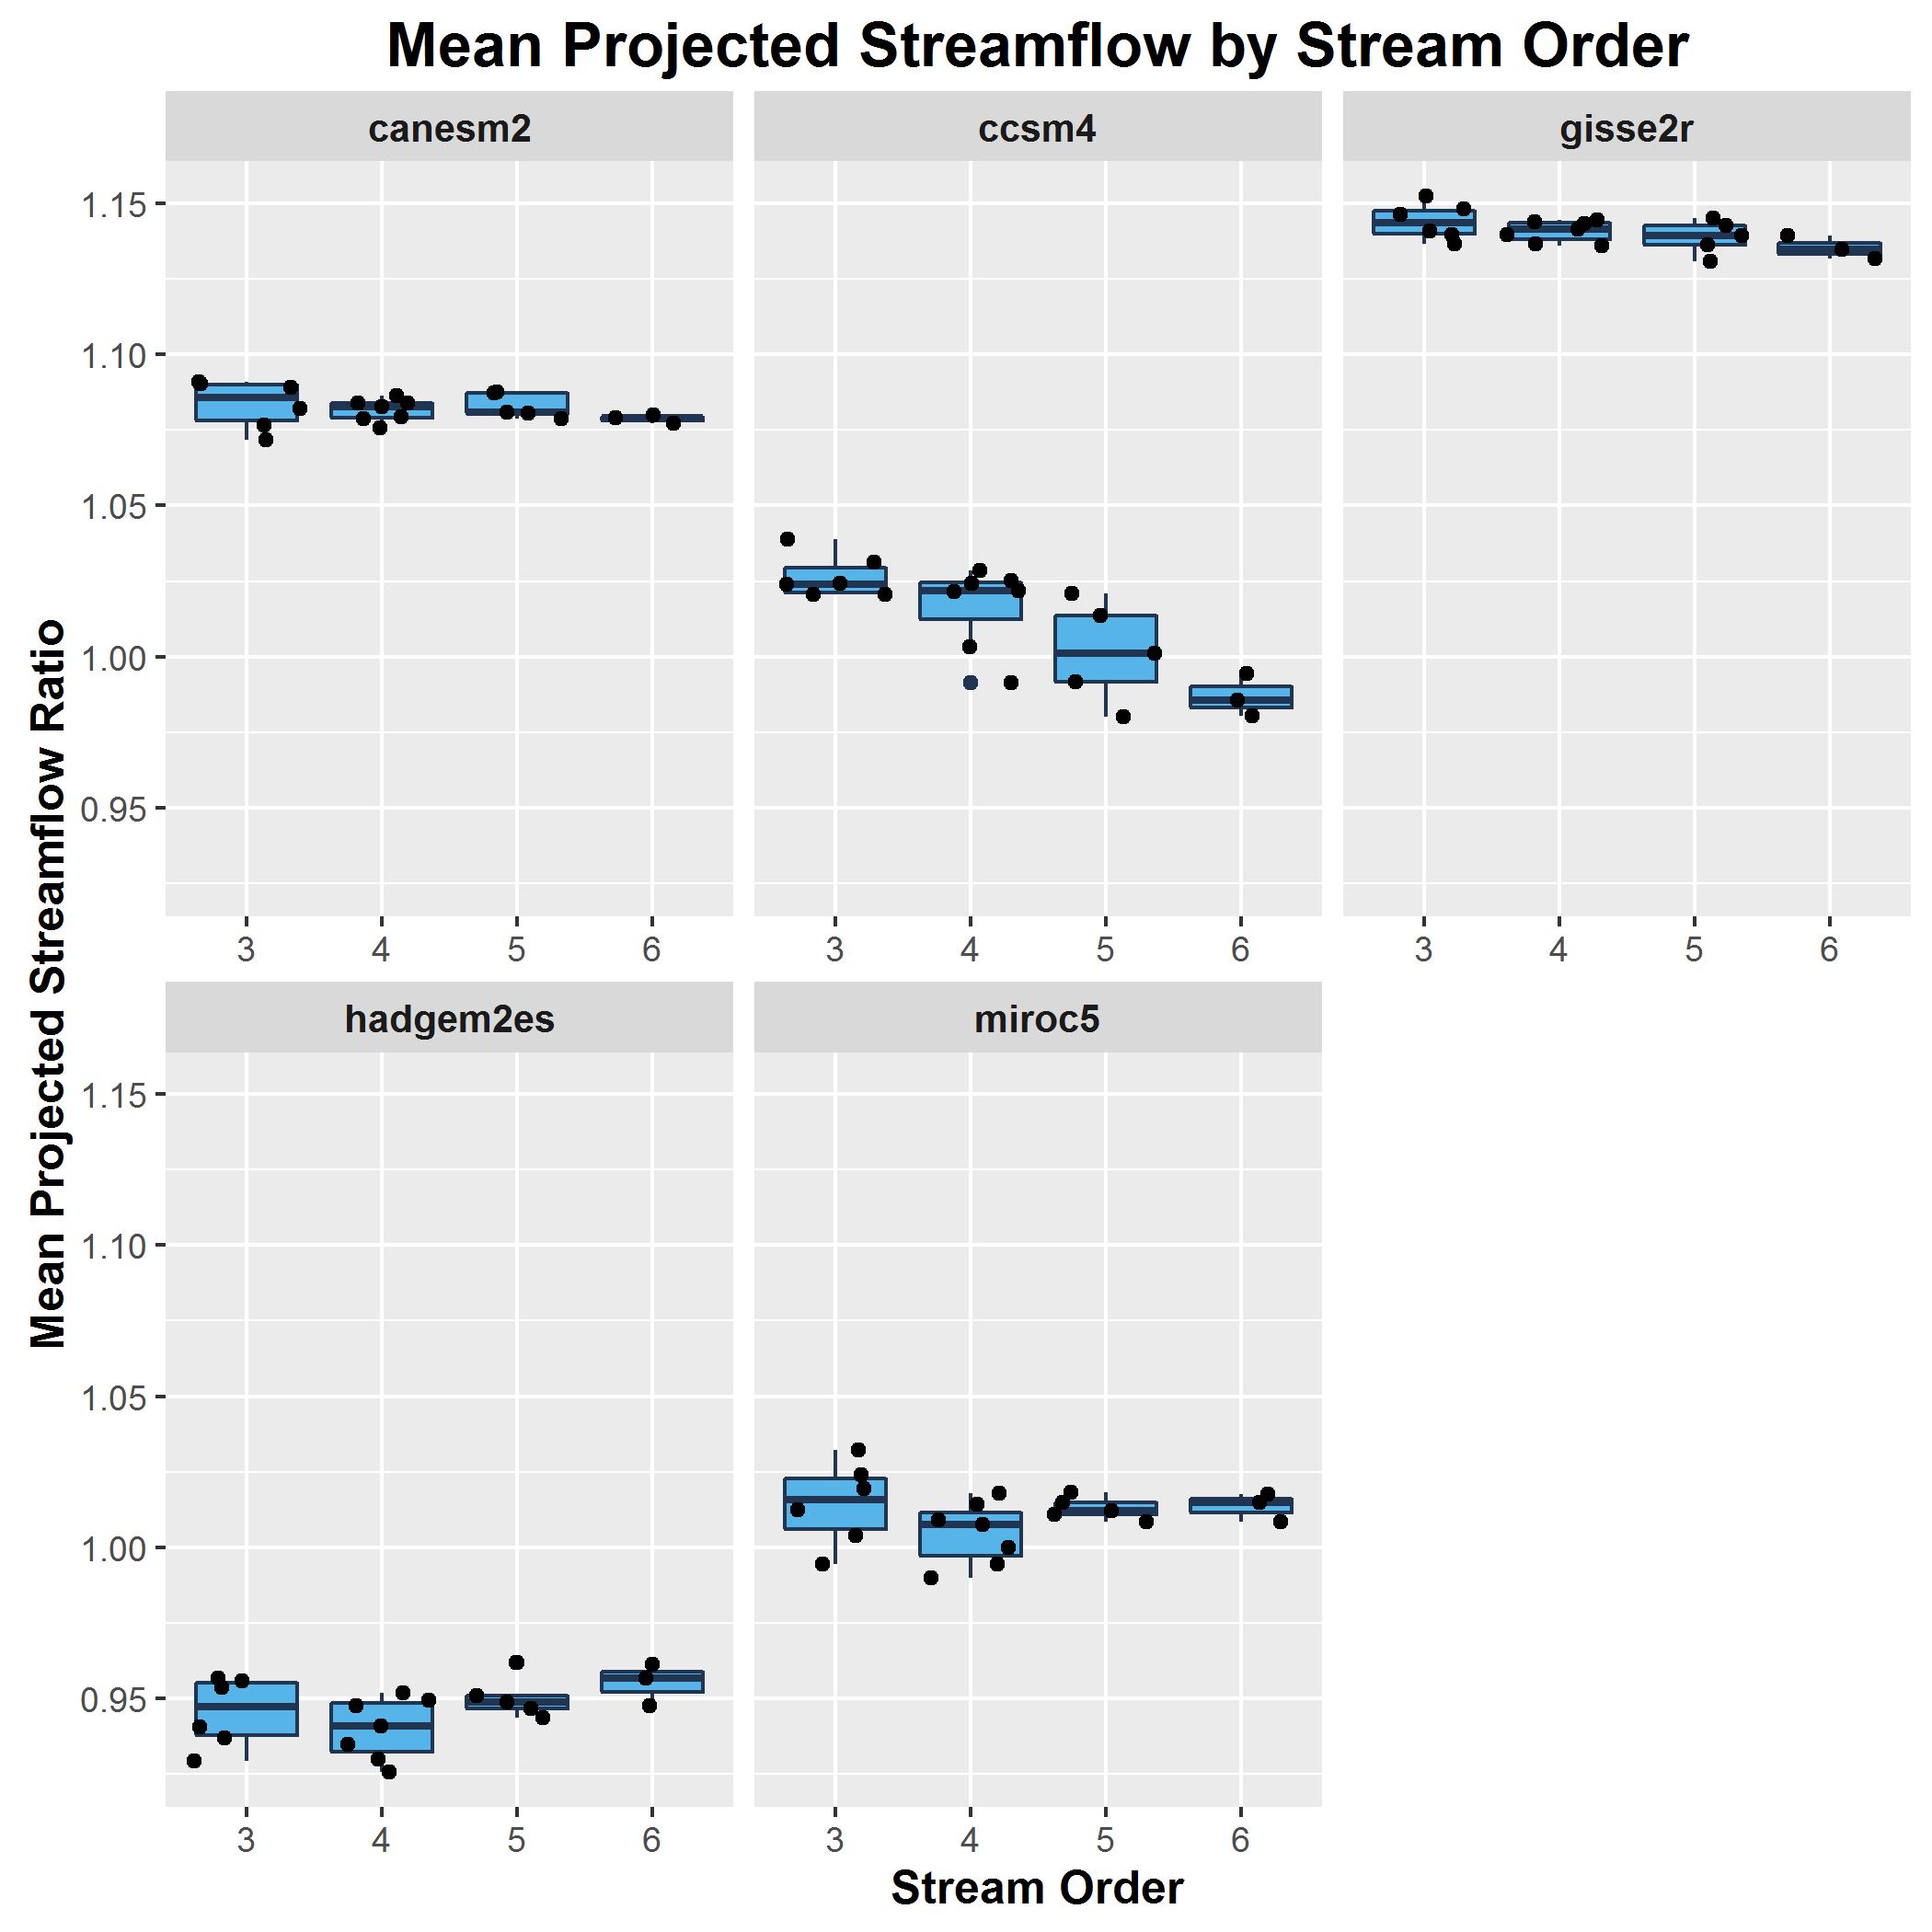 Mean Projected Streamflow by Stream Order
canesm2 ccsm4 gisse2r
1.15
1.10
1.05
1.00
0.95
3 4 5 6 3 4 5 6 3 4 5 6
Mean Projected Streamflow Ratio
hadgem2es miroc5
1.15
1.10
1.05
1.00
0.95
3 4 5 6 3 4 5 6
Stream Order